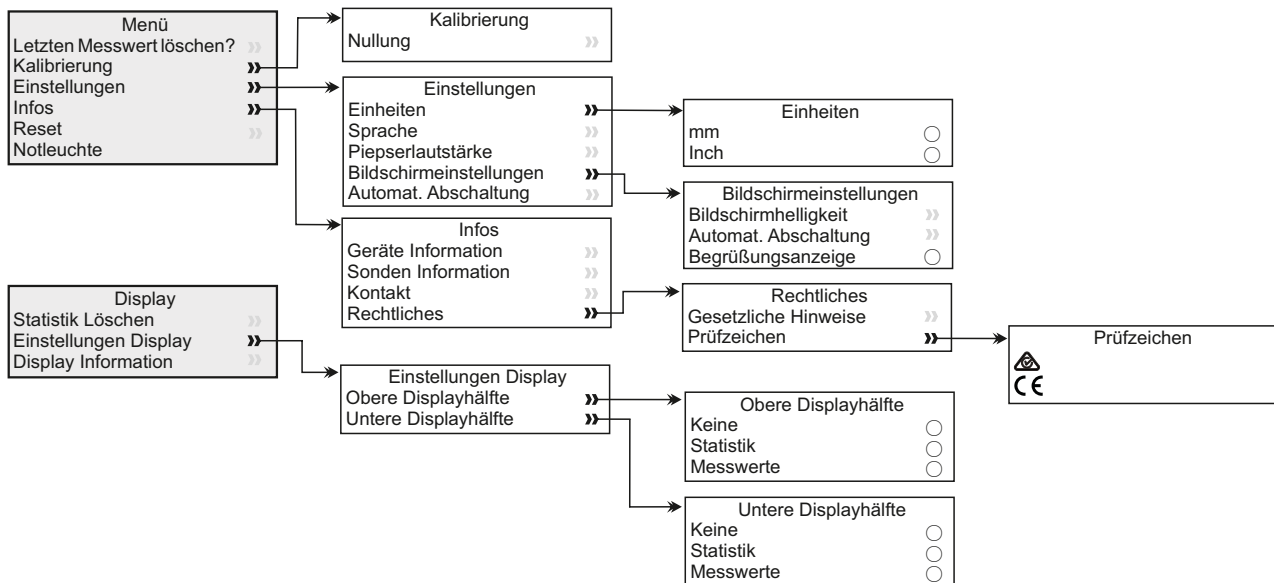 Menü
Letzten Messwert löschen? »
Kalibrierung »
Einstellungen »
Infos »
Reset »
Notleuchte
Kalibrierung
Nullung »
Einstellungen
Einheiten »
Sprache »
Piepserlautstärke »
Bildschirmeinstellungen »
Automat. Abschaltung »
Einheiten
mm
Inch
Bildschirmeinstellungen
Bildschirmhelligkeit »
Automat. Abschaltung »
Begrüßungsanzeige
Infos
Geräte Information »
Sonden Information »
Kontakt »
Rechtliches »
Rechtliches
Gesetzliche Hinweise »
Prüfzeichen »
Prüfzeichen
CE
Display
Statistik Löschen »
Einstellungen Display »
Display Information »
Einstellungen Display
Obere Displayhälfte »
Untere Displayhälfte »
Obere Displayhälfte
Keine
Statistik
Messwerte
Untere Displayhälfte
Keine
Statistik
Messwerte